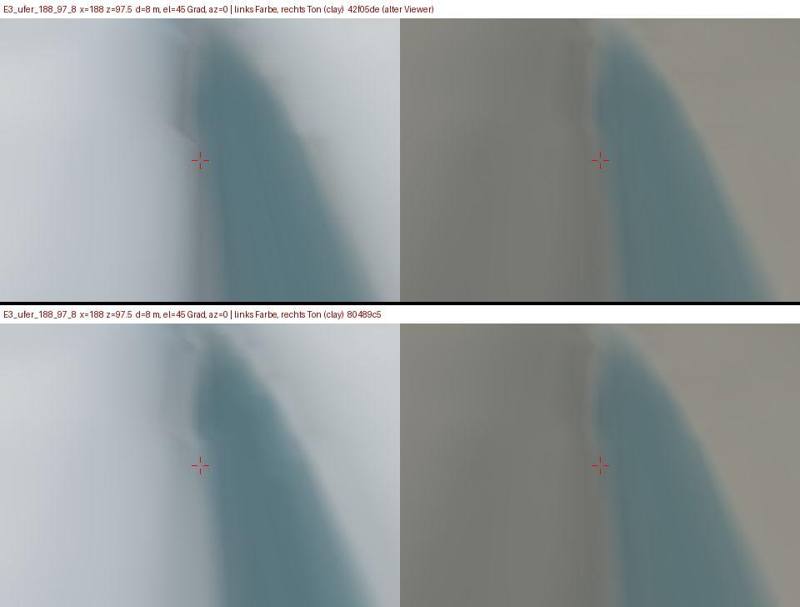 E3_ufer_188_97_8 x=188 z=97.5 d=8 m, el=45 Grad, az=0 | links Farbe, rechts Ton (clay) 42f05de (alter Viewer)
E3_ufer_188_97_8 x=188 z=97.5 d=8 m, el=45 Grad, az=0 | links Farbe, rechts Ton (clay) 80489c5